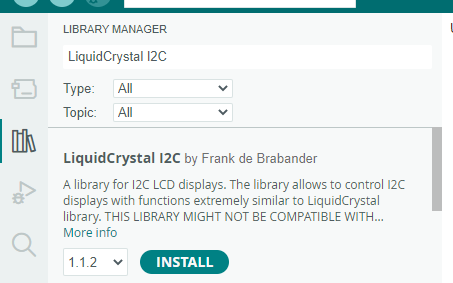 LIBRARY MANAGER
LiquidCrystal I2C
Type: All
Topic: All
LiquidCrystal I2C by Frank de Brabander
A library for I2C LCD displays. The library allows to control I2C
displays with functions extremely similar to LiquidCrystal
library. THIS LIBRARY MIGHT NOT BE COMPATIBLE WITH...
More info
1.1.2 INSTALL